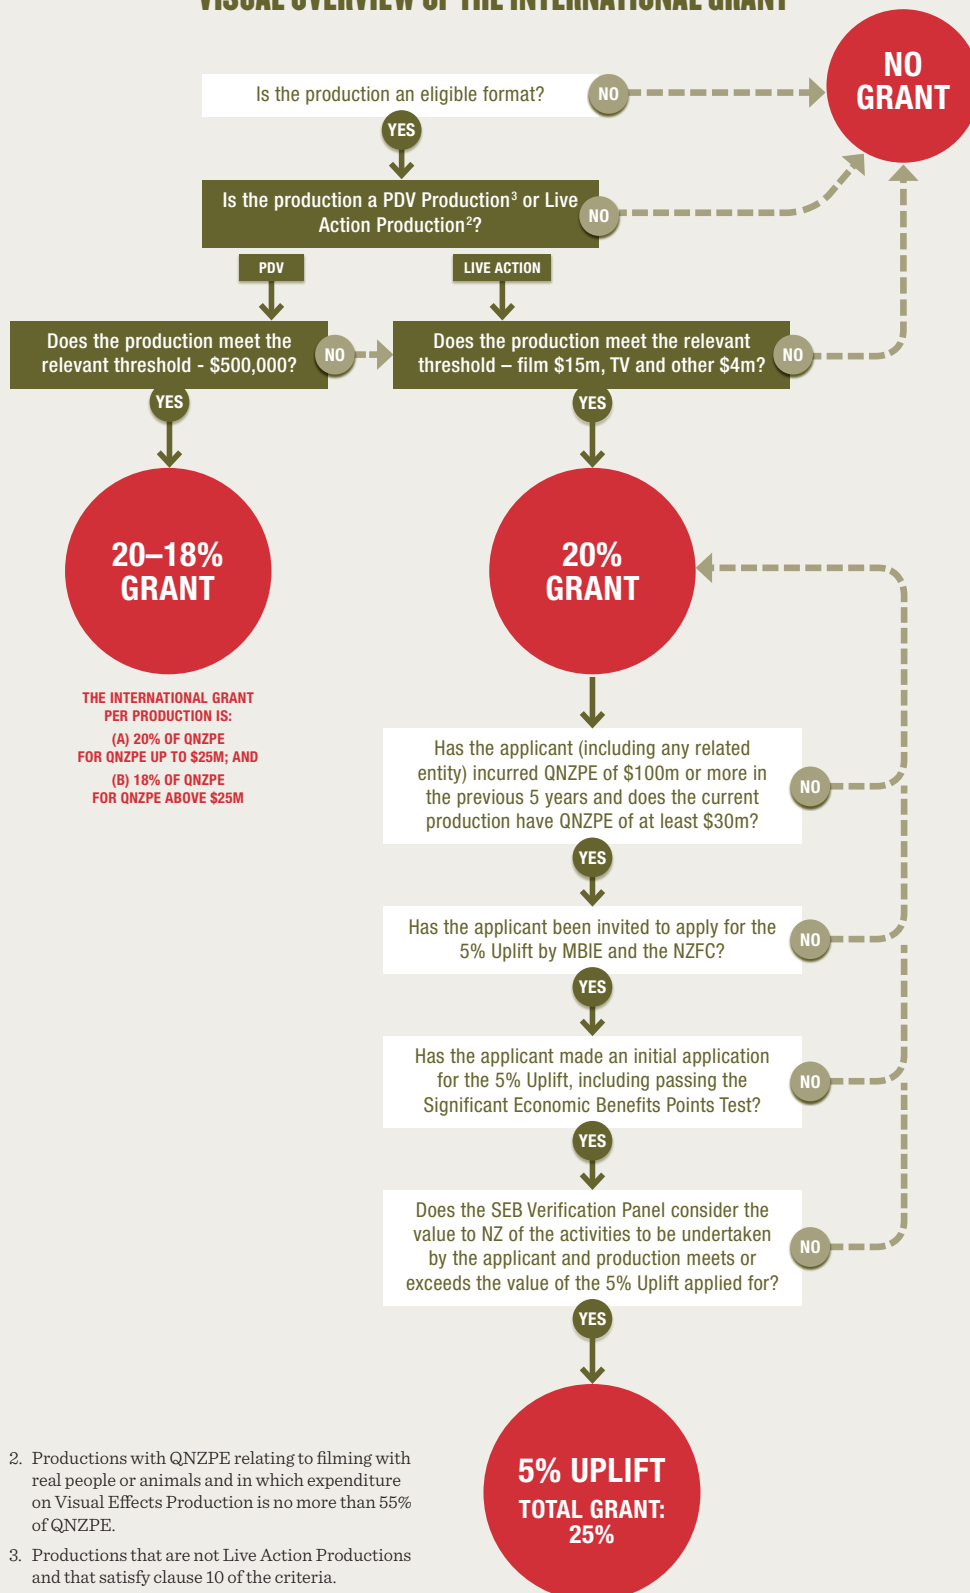 VISUAL OVERVIEW OF THE INTERNATIONAL GRANT
NO
GRANT
Is the production an eligible format?
NO
YES
Is the production a PDV Production³ or Live
Action Production²?
NO
PDV
LIVE ACTION
Does the production meet the
relevant threshold - $500,000?
NO
Does the production meet the relevant
threshold – film $15m, TV and other $4m?
NO
YES
YES
20–18%
GRANT
20%
GRANT
THE INTERNATIONAL GRANT
PER PRODUCTION IS:
(A) 20% OF QNZPE
FOR QNZPE UP TO $25M; AND
(B) 18% OF QNZPE
FOR QNZPE ABOVE $25M
Has the applicant (including any related
entity) incurred QNZPE of $100m or more in
the previous 5 years and does the current
production have QNZPE of at least $30m?
NO
YES
Has the applicant been invited to apply for the
5% Uplift by MBIE and the NZFC?
NO
YES
Has the applicant made an initial application
for the 5% Uplift, including passing the
Significant Economic Benefits Points Test?
NO
YES
Does the SEB Verification Panel consider the
value to NZ of the activities to be undertaken
by the applicant and production meets or
exceeds the value of the 5% Uplift applied for?
NO
YES
5% UPLIFT
TOTAL GRANT:
25%
2. Productions with QNZPE relating to filming with
real people or animals and in which expenditure
on Visual Effects Production is no more than 55%
of QNZPE.
3. Productions that are not Live Action Productions
and that satisfy clause 10 of the criteria.